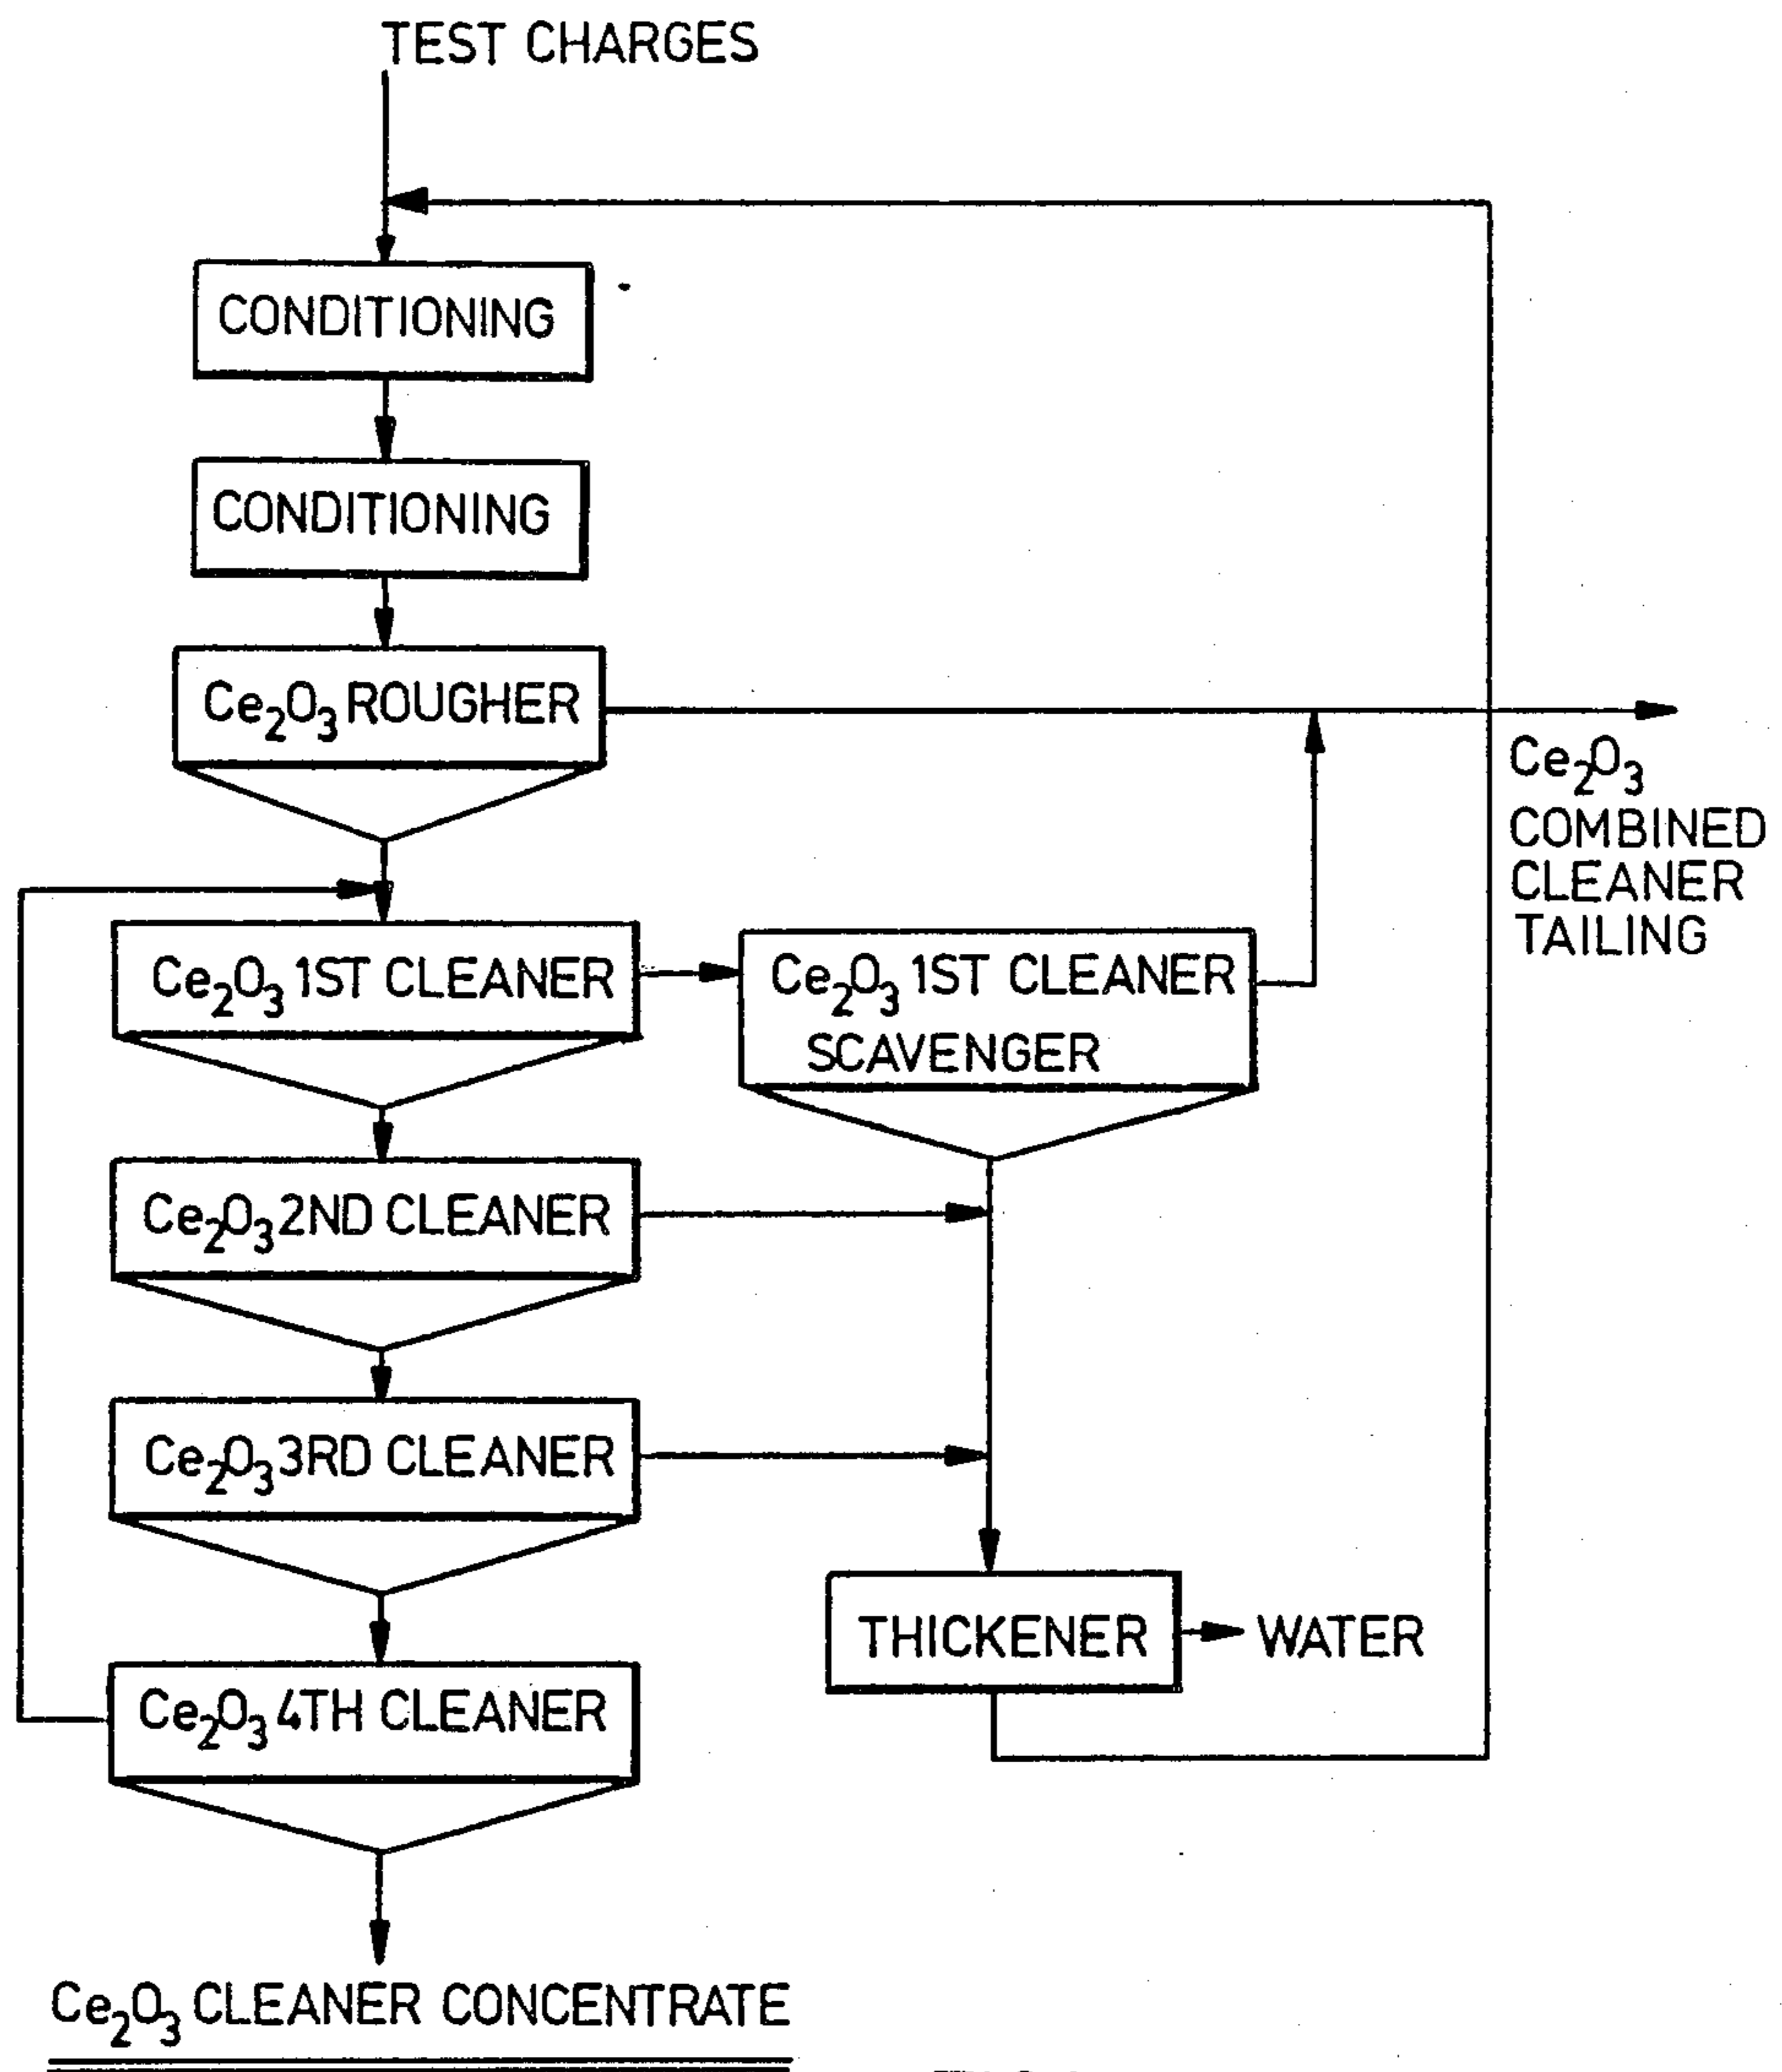 TEST CHARGES
CONDITIONING
CONDITIONING
Ce₂O₃ ROUGHER
Ce₂O₃
COMBINED
CLEANER
TAILING
Ce₂O₃ 1ST CLEANER
Ce₂O₃ 1ST CLEANER
SCAVENGER
Ce₂O₃ 2ND CLEANER
Ce₂O₃ 3RD CLEANER
THICKENER
WATER
Ce₂O₃ 4TH CLEANER
Ce₂O₃ CLEANER CONCENTRATE